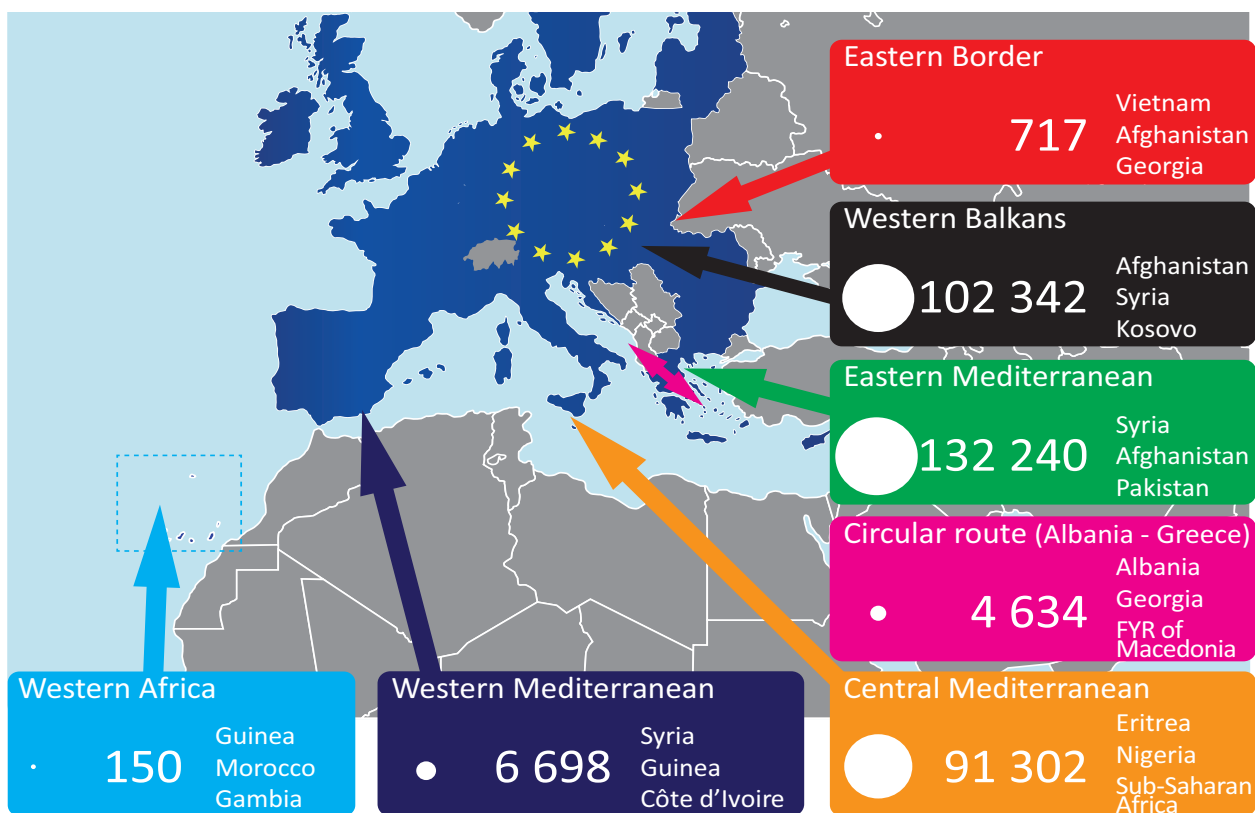 Eastern Border
717
Vietnam
Afghanistan
Georgia
Western Balkans
102 342
Afghanistan
Syria
Kosovo
Eastern Mediterranean
132 240
Syria
Afghanistan
Pakistan
Circular route (Albania - Greece)
4 634
Albania
Georgia
FYR of
Macedonia
Western Africa
150
Guinea
Morocco
Gambia
Western Mediterranean
6 698
Syria
Guinea
Côte d’Ivoire
Central Mediterranean
91 302
Eritrea
Nigeria
Sub-Saharan
Africa